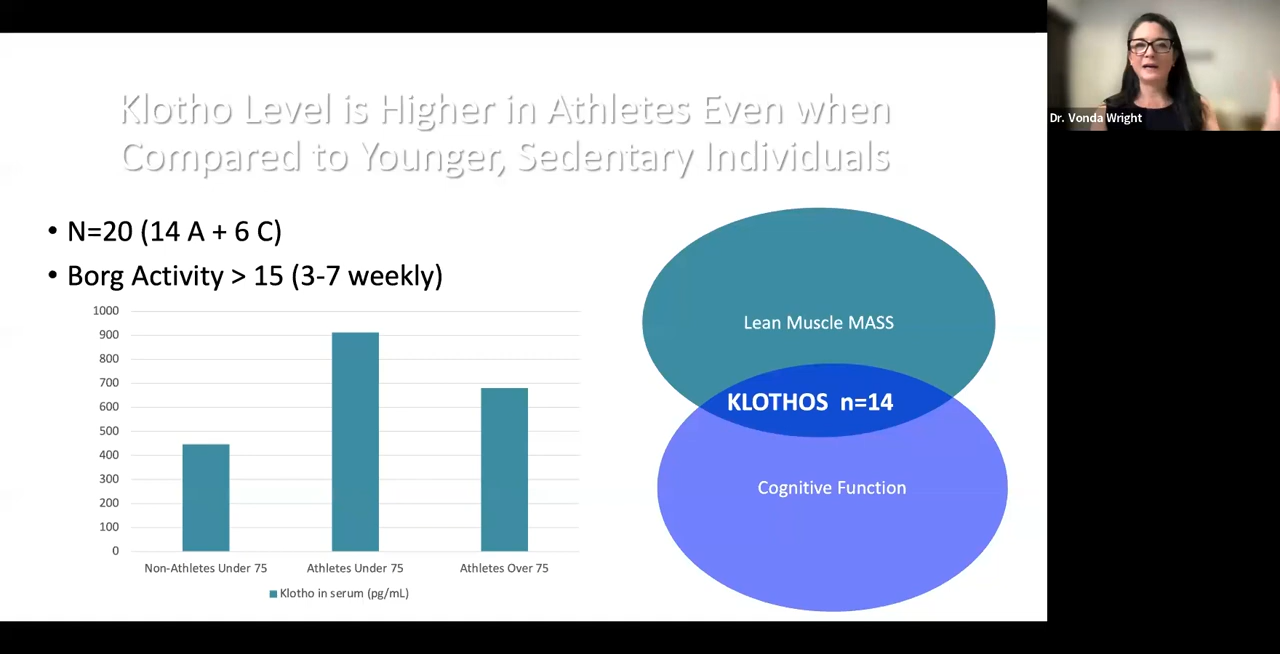 Klotho Level is Higher in Athletes Even when
Compared to Younger, Sedentary Individuals
• N=20 (14 A + 6 C)
• Borg Activity > 15 (3-7 weekly)
1000
900
800
700
600
500
400
300
200
100
0
Non-Athletes Under 75
Athletes Under 75
Athletes Over 75
Klotho in serum (pg/mL)
Lean Muscle MASS
KLOTHOS n=14
Cognitive Function
Dr. Vonda Wright